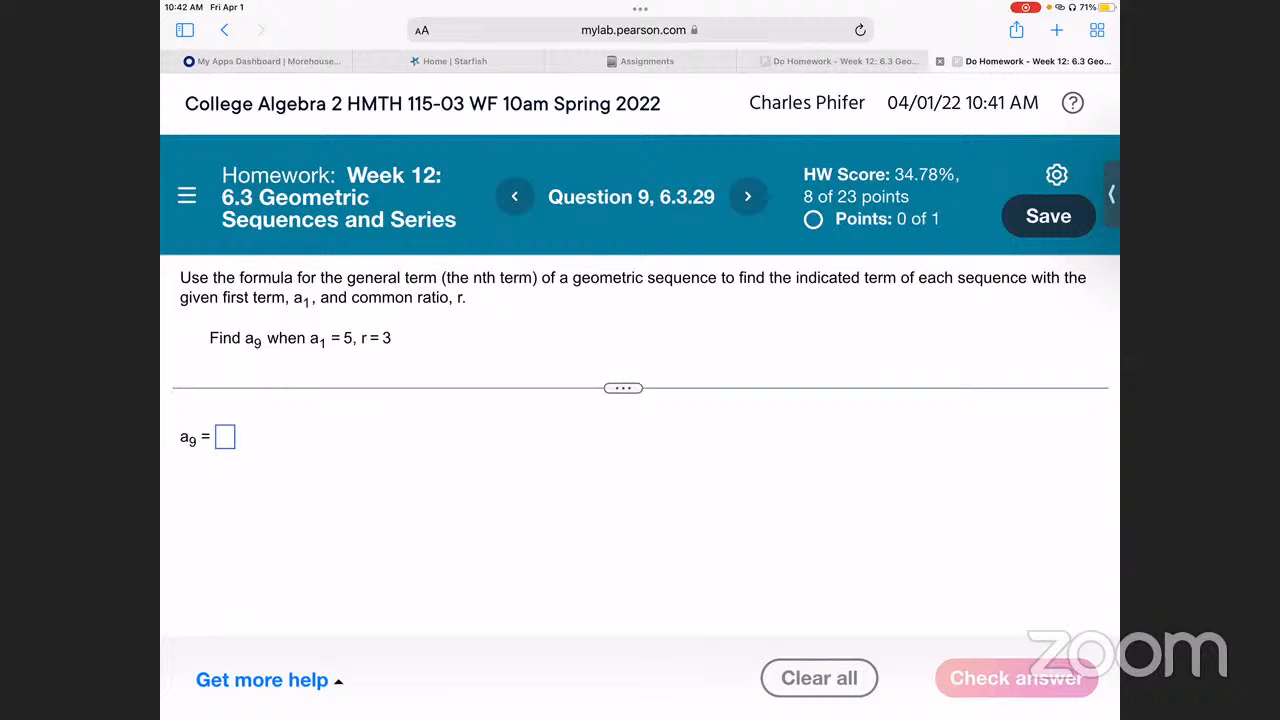 10:42 AM Fri Apr 1
71%
AA
mylab.pearson.com
My Apps Dashboard | Morehouse...
Home | Starfish
Assignments
Do Homework - Week 12: 6.3 Geo...
Do Homework - Week 12: 6.3 Geo...
College Algebra 2 HMTH 115-03 WF 10am Spring 2022
Charles Phifer
04/01/22 10:41 AM
?
Homework: Week 12:
6.3 Geometric
Sequences and Series
Question 9, 6.3.29
HW Score: 34.78%,
8 of 23 points
Points: 0 of 1
Save
Use the formula for the general term (the nth term) of a geometric sequence to find the indicated term of each sequence with the
given first term, a₁, and common ratio, r.
Find a₉ when a₁ = 5, r = 3
a₉ =
Get more help
Clear all
Check answer
zoom